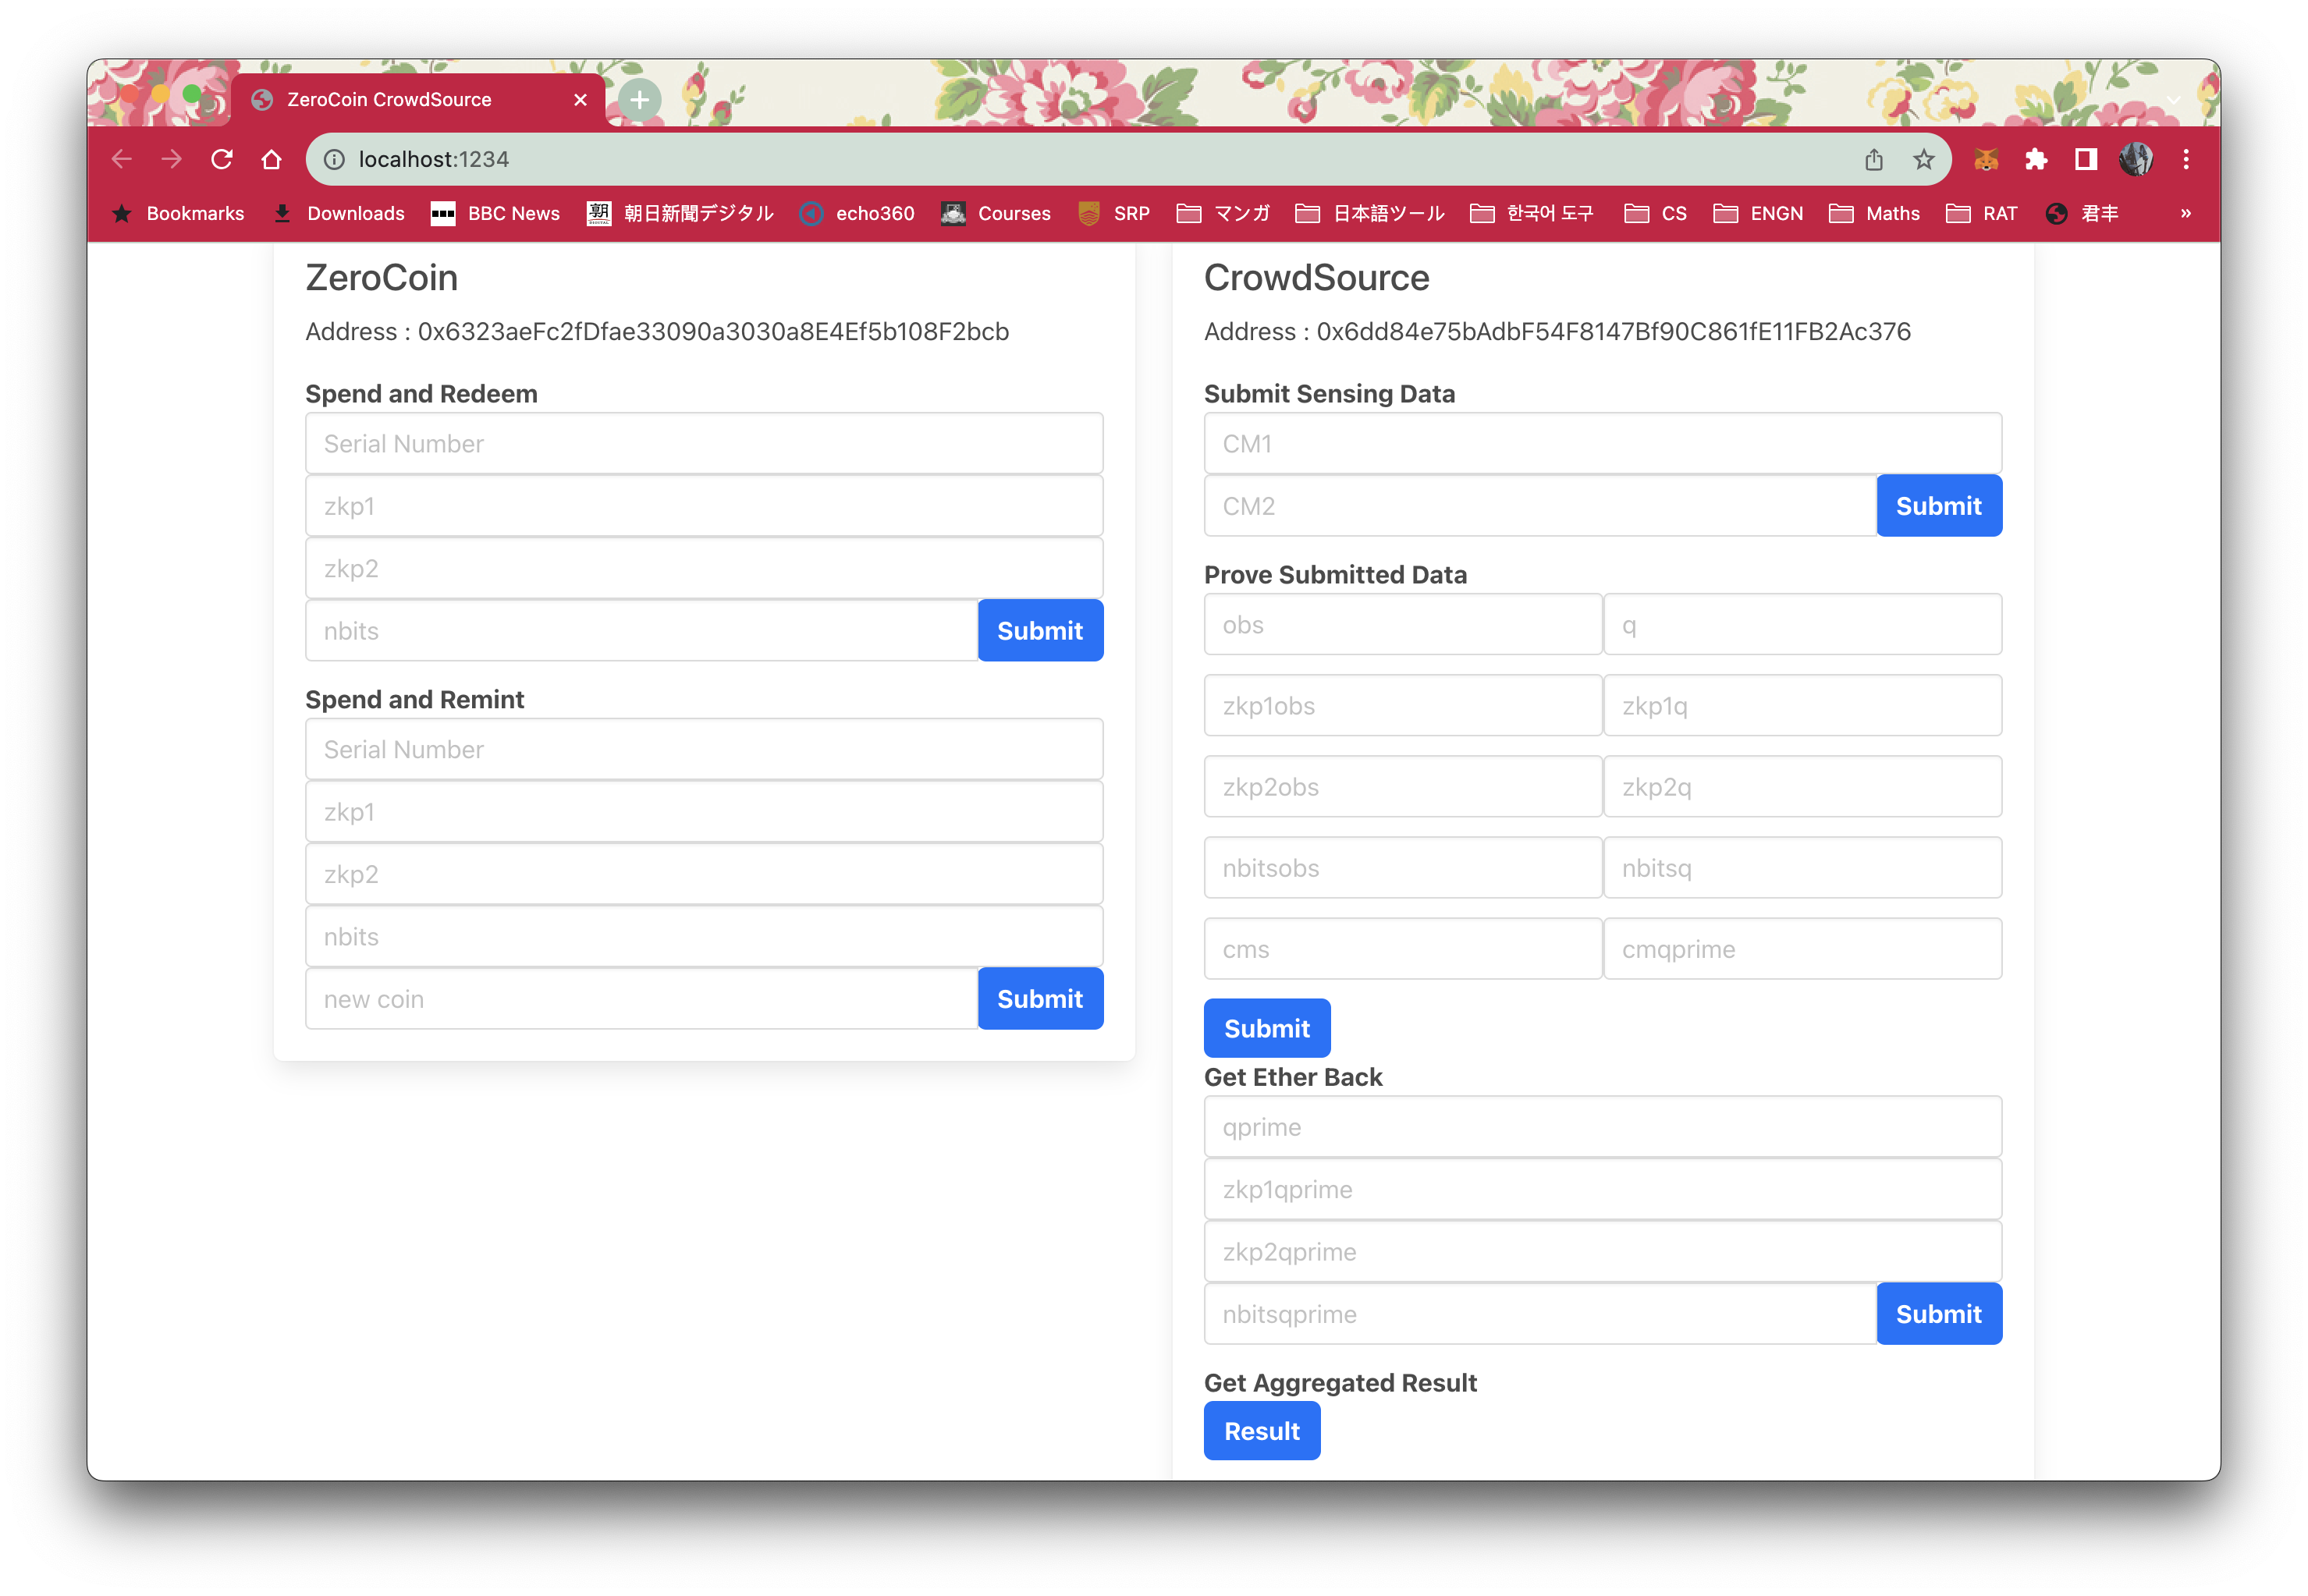 ZeroCoin CrowdSource
localhost:1234
Bookmarks Downloads BBC News 朝日新聞デジタル echo360 Courses SRP マンガ 日本語ツール 한국어 도구 CS ENGN Maths RAT 君丰 »
ZeroCoin
Address : 0x6323aeFc2fDfae33090a3030a8E4Ef5b108F2bcb
Spend and Redeem
Serial Number
zkp1
zkp2
nbits Submit
Spend and Remint
Serial Number
zkp1
zkp2
nbits
new coin Submit
CrowdSource
Address : 0x6dd84e75bAdbF54F8147Bf90C861fE11FB2Ac376
Submit Sensing Data
CM1
CM2 Submit
Prove Submitted Data
obs q
zkp1obs zkp1q
zkp2obs zkp2q
nbitsobs nbitsq
cms cmqprime
Submit
Get Ether Back
qprime
zkp1qprime
zkp2qprime
nbitsqprime Submit
Get Aggregated Result
Result